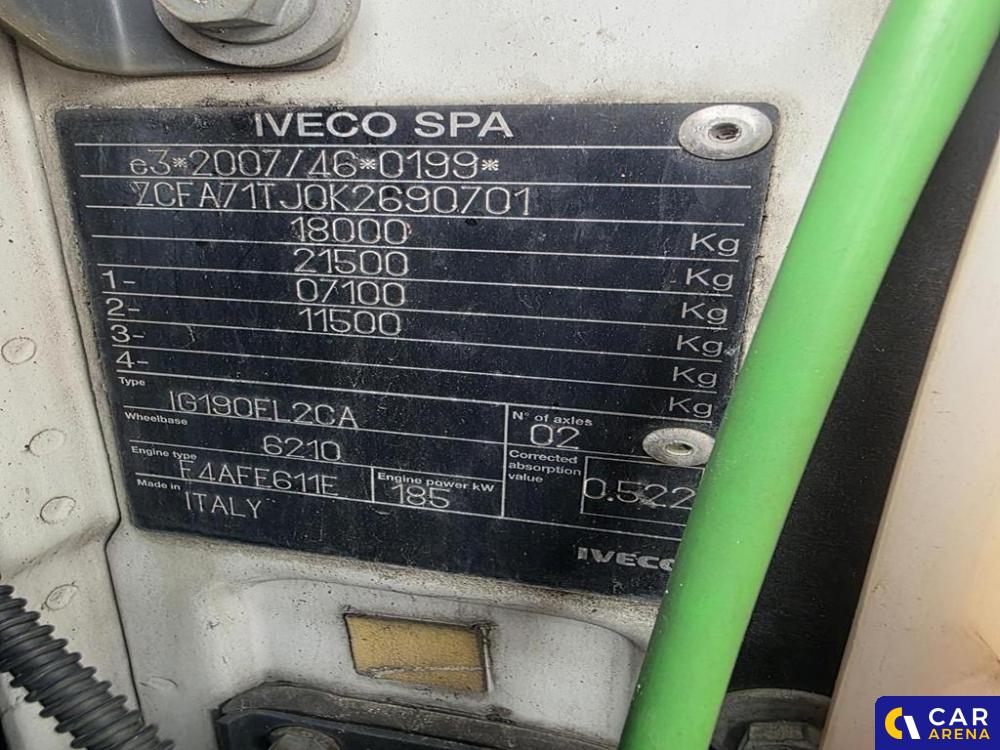 IVECO SPA
e3*2007/46*0199*
ZCFA71TJ0K2690701
18000 Kg
21500 Kg
1- 07100 Kg
2- 11500 Kg
3- Kg
4- Kg
Type IG190EL2CA
N° of axles 02
Wheelbase 6210
Corrected absorption value 0.522
Engine type F4AFE611E
Engine power kW 185
Made in ITALY
IVECO
CAR
ARENA